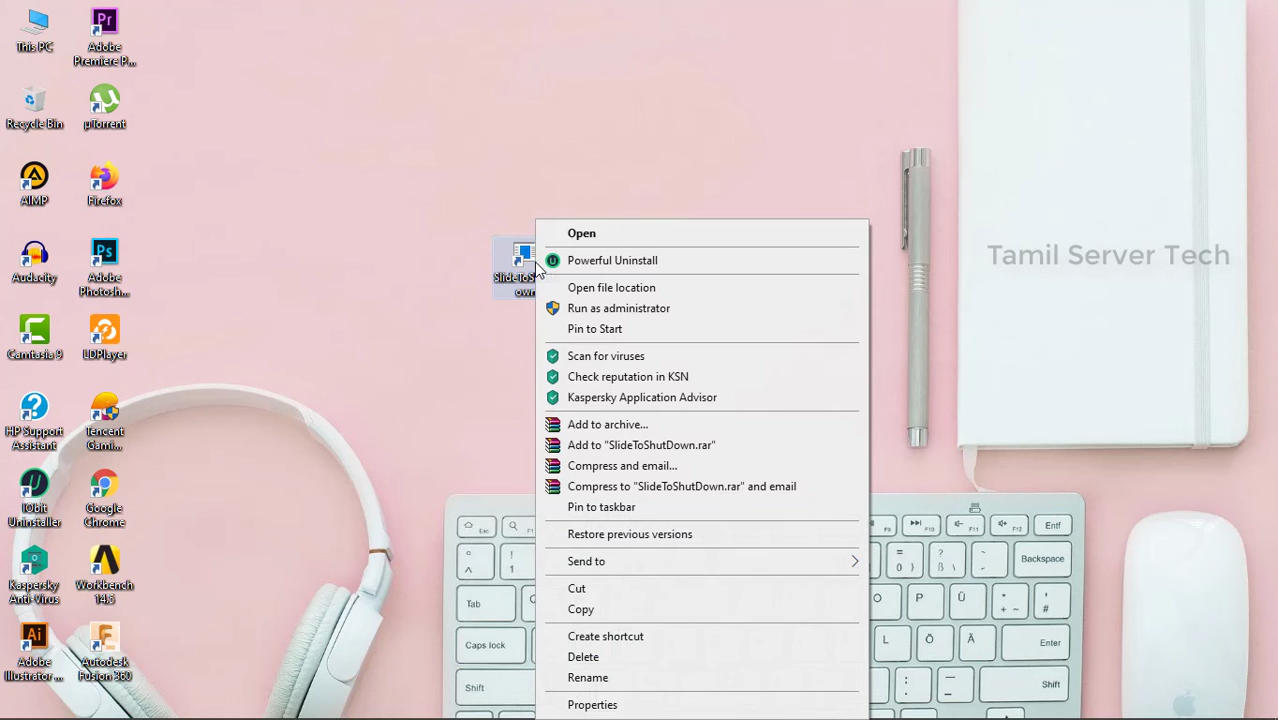 This PC
Adobe
Premiere P...
Recycle Bin
µTorrent
AIMP
Firefox
Audacity
Adobe
Photosh...
Camtasia 9
LDPlayer
HP Support
Assistant
Tencent
Gami...
IObit
Uninstaller
Google
Chrome
Kaspersky
Anti-Virus
Workbench
14.5
Adobe
Illustrator ...
Autodesk
Fusion 360
SlideToS
own
Open
Powerful Uninstall
Open file location
Run as administrator
Pin to Start
Scan for viruses
Check reputation in KSN
Kaspersky Application Advisor
Add to archive...
Add to "SlideToShutDown.rar"
Compress and email...
Compress to "SlideToShutDown.rar" and email
Pin to taskbar
Restore previous versions
Send to
Cut
Copy
Create shortcut
Delete
Rename
Properties
Tamil Server Tech
Esc
Entf
Backspace
Tab
P Ü
Caps lock
L Ö Ä
Enter
Shift
Shift